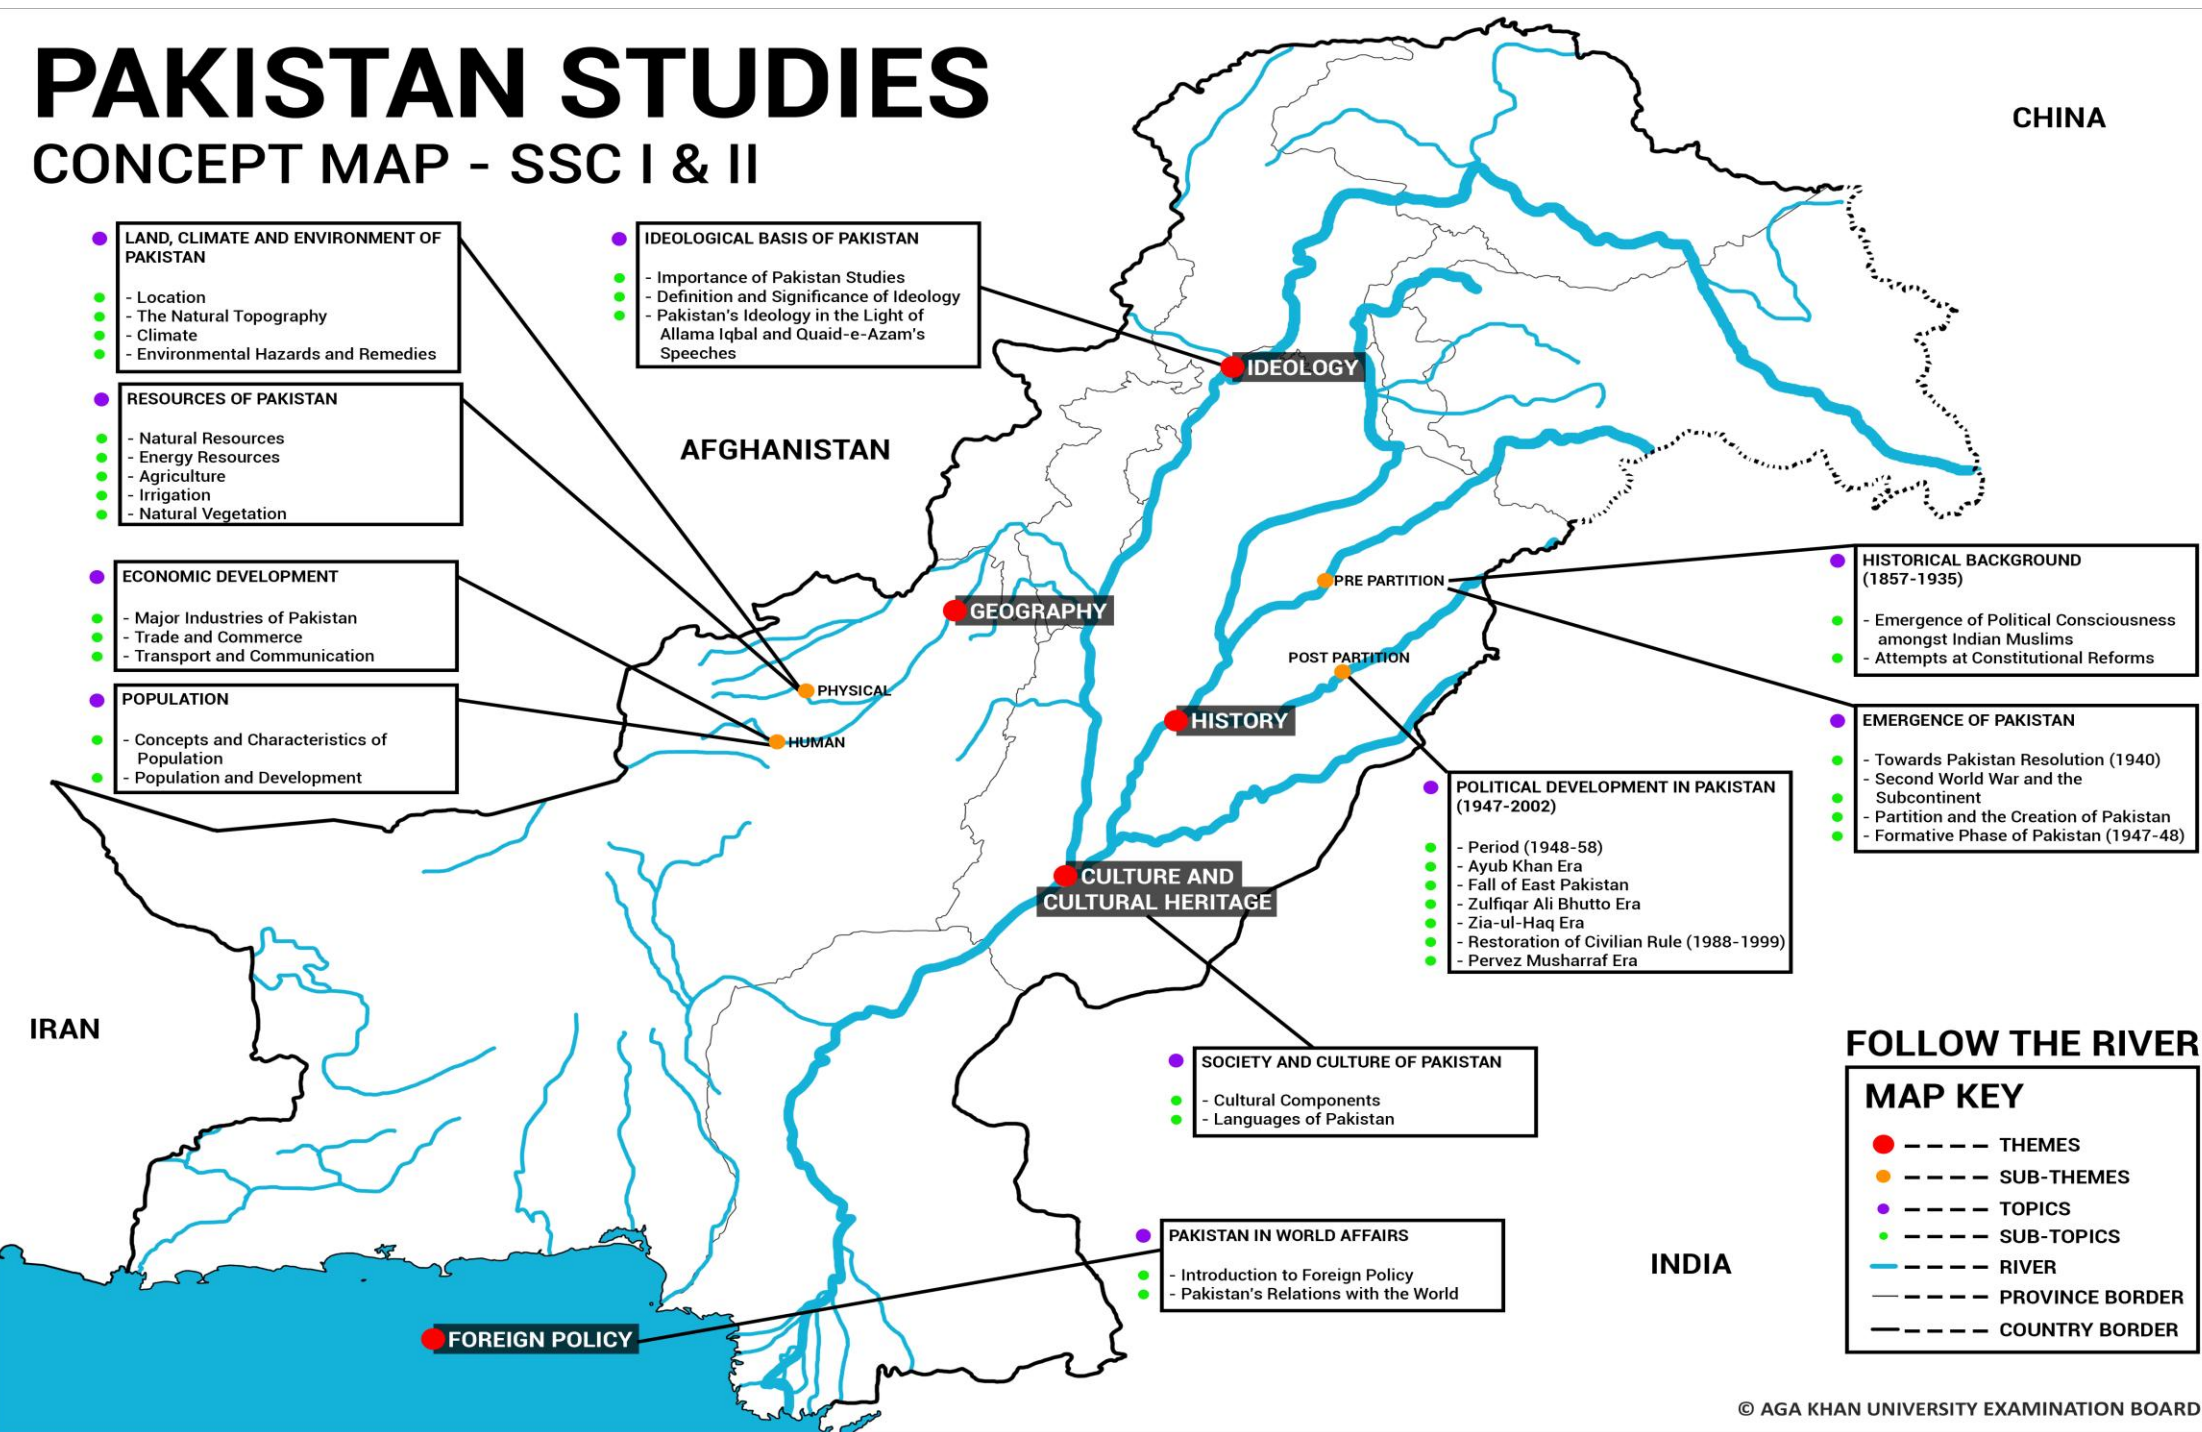 PAKISTAN STUDIES
CONCEPT MAP - SSC I & II
CHINA
LAND, CLIMATE AND ENVIRONMENT OF
PAKISTAN
- Location
- The Natural Topography
- Climate
- Environmental Hazards and Remedies
IDEOLOGICAL BASIS OF PAKISTAN
- Importance of Pakistan Studies
- Definition and Significance of Ideology
- Pakistan's Ideology in the Light of
Allama Iqbal and Quaid-e-Azam's
Speeches
IDEOLOGY
RESOURCES OF PAKISTAN
- Natural Resources
- Energy Resources
- Agriculture
- Irrigation
- Natural Vegetation
AFGHANISTAN
ECONOMIC DEVELOPMENT
- Major Industries of Pakistan
- Trade and Commerce
- Transport and Communication
GEOGRAPHY
PRE PARTITION
HISTORICAL BACKGROUND
(1857-1935)
- Emergence of Political Consciousness
amongst Indian Muslims
- Attempts at Constitutional Reforms
POPULATION
- Concepts and Characteristics of
Population
- Population and Development
PHYSICAL
HUMAN
POST PARTITION
HISTORY
EMERGENCE OF PAKISTAN
- Towards Pakistan Resolution (1940)
- Second World War and the
Subcontinent
- Partition and the Creation of Pakistan
- Formative Phase of Pakistan (1947-48)
POLITICAL DEVELOPMENT IN PAKISTAN
(1947-2002)
- Period (1948-58)
- Ayub Khan Era
- Fall of East Pakistan
- Zulfiqar Ali Bhutto Era
- Zia-ul-Haq Era
- Restoration of Civilian Rule (1988-1999)
- Pervez Musharraf Era
CULTURE AND
CULTURAL HERITAGE
IRAN
SOCIETY AND CULTURE OF PAKISTAN
- Cultural Components
- Languages of Pakistan
PAKISTAN IN WORLD AFFAIRS
- Introduction to Foreign Policy
- Pakistan's Relations with the World
FOREIGN POLICY
INDIA
FOLLOW THE RIVER
MAP KEY
THEMES
SUB-THEMES
TOPICS
SUB-TOPICS
RIVER
PROVINCE BORDER
COUNTRY BORDER
© AGA KHAN UNIVERSITY EXAMINATION BOARD